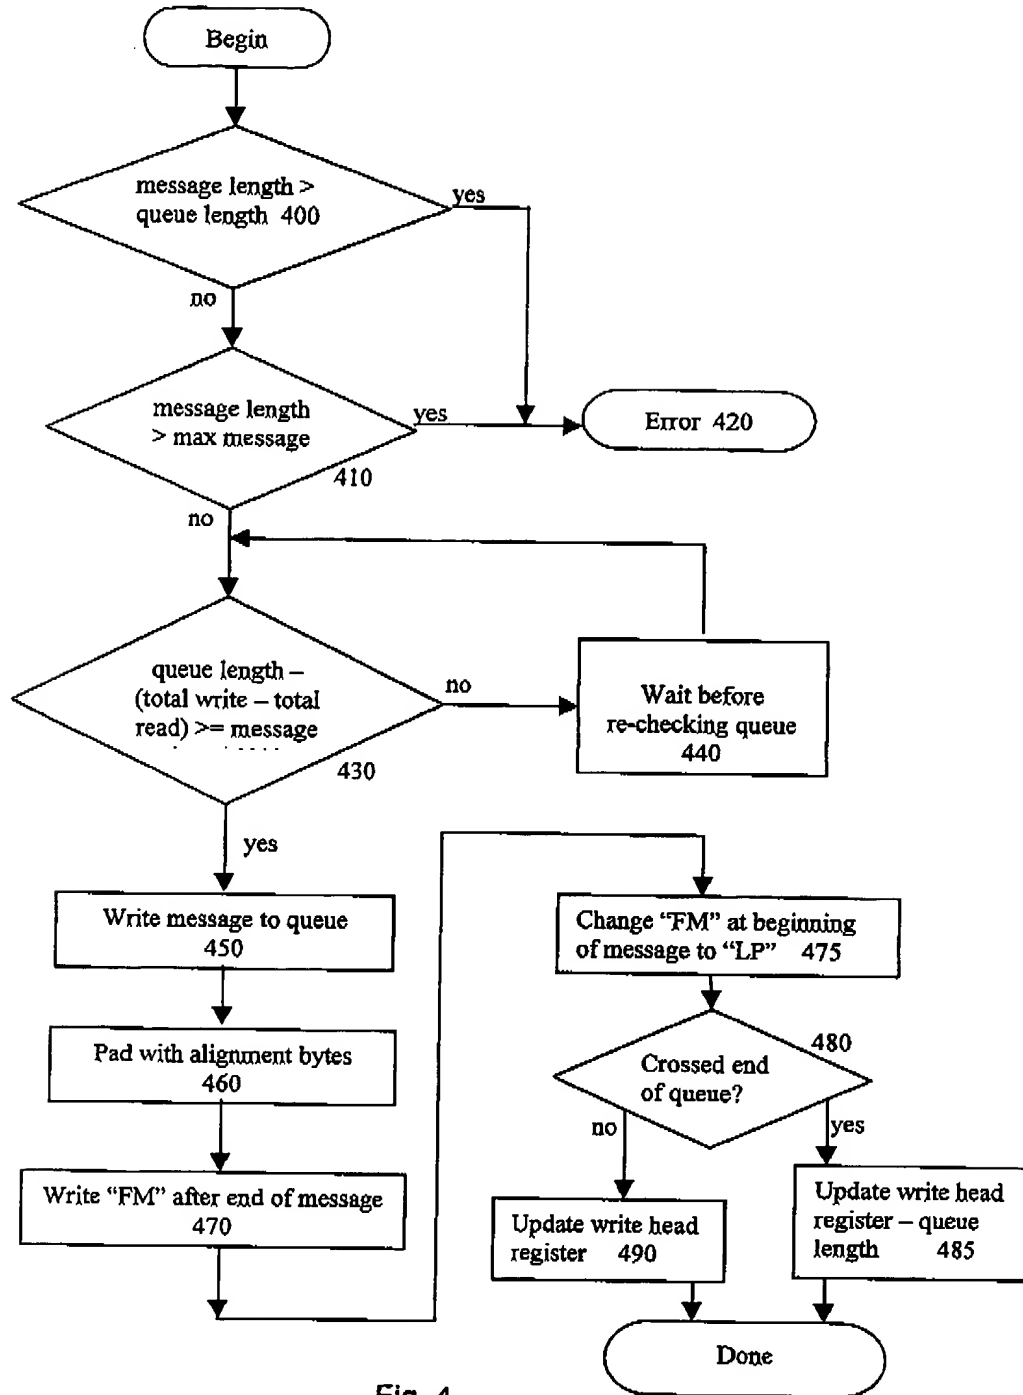 Begin
message length >
queue length 400
yes
no
message length
> max message
410
yes
Error 420
no
queue length –
(total write – total
read) >= message
430
no
Wait before
re-checking queue
440
yes
Write message to queue
450
Pad with alignment bytes
460
Write “FM” after end of message
470
Change “FM” at beginning
of message to “LP” 475
Crossed end
of queue?
480
no
yes
Update write head
register 490
Update write head
register – queue
length 485
Done
Fig. 4